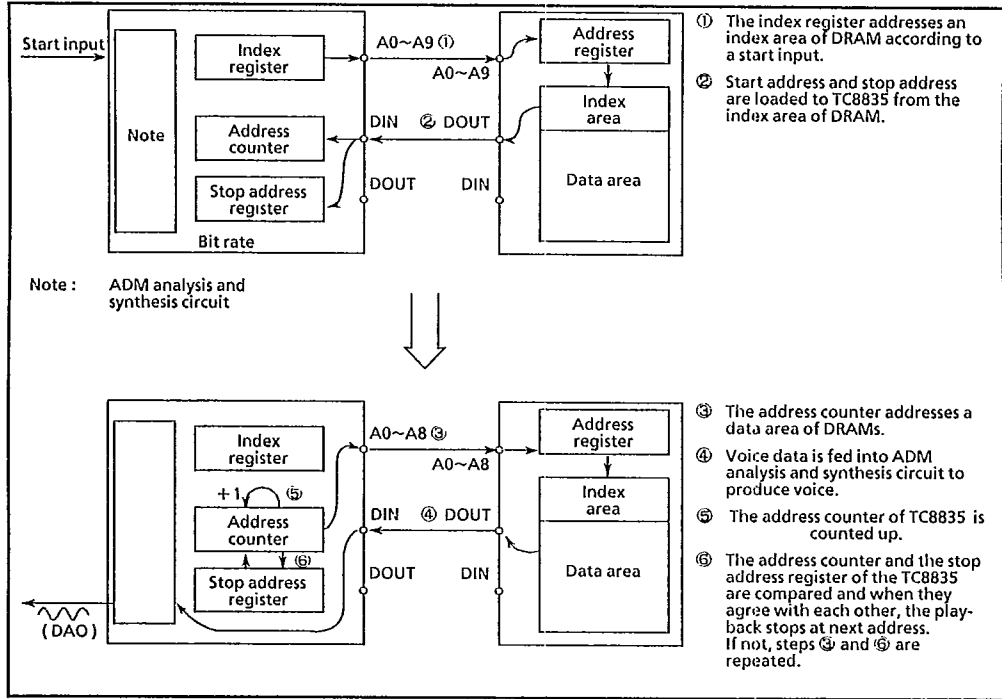 Start input
Note
Index
register
Address
counter
Stop address
register
Bit rate
A0~A9 ①
A0~A9
DIN ② DOUT
DOUT DIN
Address
register
Index
area
Data area
① The index register addresses an
index area of DRAM according to
a start input.
② Start address and stop address
are loaded to TC8835 from the
index area of DRAM.
Note : ADM analysis and
synthesis circuit
Index
register
+1 ⑤
Address
counter
⑥
Stop address
register
(DAO)
A0~A8 ③
A0~A8
DIN ④ DOUT
DOUT DIN
Address
register
Index
area
Data area
③ The address counter addresses a
data area of DRAMs.
④ Voice data is fed into ADM
analysis and synthesis circuit to
produce voice.
⑤ The address counter of TC8835 is
counted up.
⑥ The address counter and the stop
address register of the TC8835
are compared and when they
agree with each other, the play-
back stops at next address.
If not, steps ③ and ⑥ are
repeated.